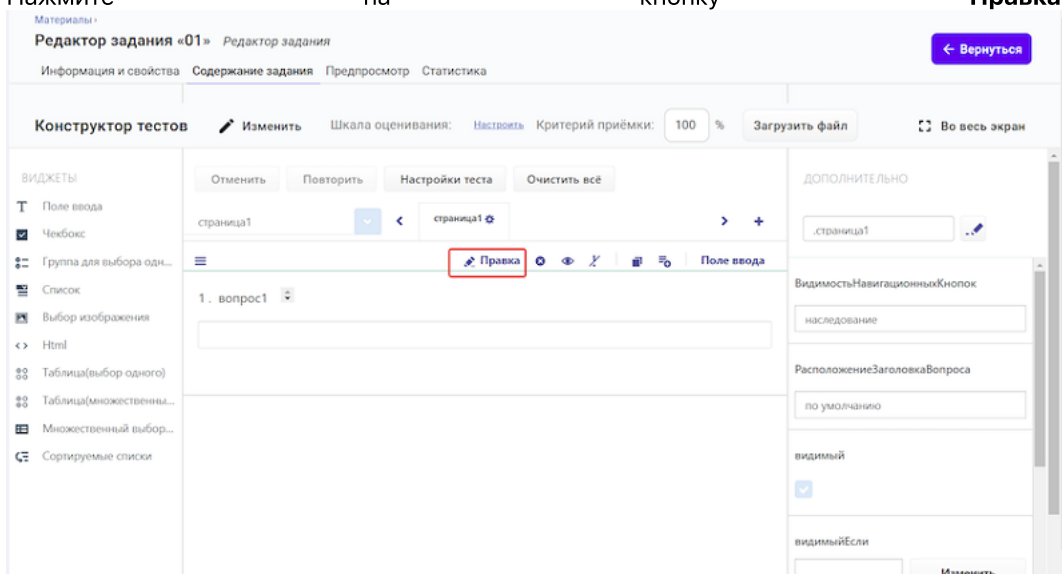 Нажмите на кнопку Правка
Материалы ›
Редактор задания «01» Редактор задания
← Вернуться
Информация и свойства Содержание задания Предпросмотр Статистика
Конструктор тестов Изменить Шкала оценивания: Настроить Критерий приёмки: 100 % Загрузить файл Во весь экран
ВИДЖЕТЫ
Поле ввода
Чекбокс
Группа для выбора одн...
Список
Выбор изображения
Html
Таблица(выбор одного)
Таблица(множественны...
Множественный выбор...
Сортируемые списки
Отменить Повторить Настройки теста Очистить всё
страница1 страница1
Правка Поле ввода
1. вопрос1
ДОПОЛНИТЕЛЬНО
.страница1
ВидимостьНавигационныхКнопок
наследование
РасположениеЗаголовкаВопроса
по умолчанию
видимый
видимыйЕсли
Изменить